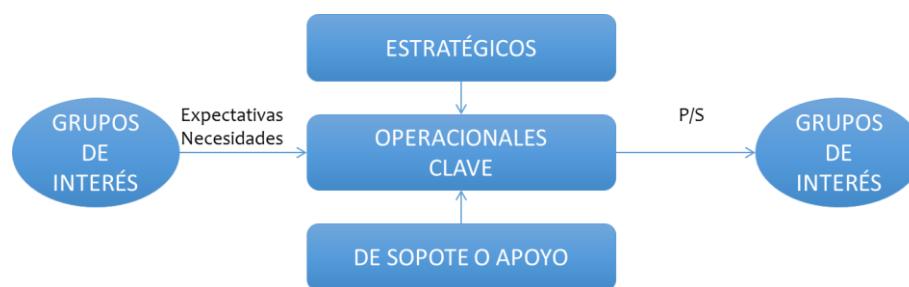 ESTRATÉGICOS
GRUPOS
DE
INTERÉS
Expectativas
Necesidades
OPERACIONALES
CLAVE
P/S
GRUPOS
DE
INTERÉS
DE SOPOTE O APOYO